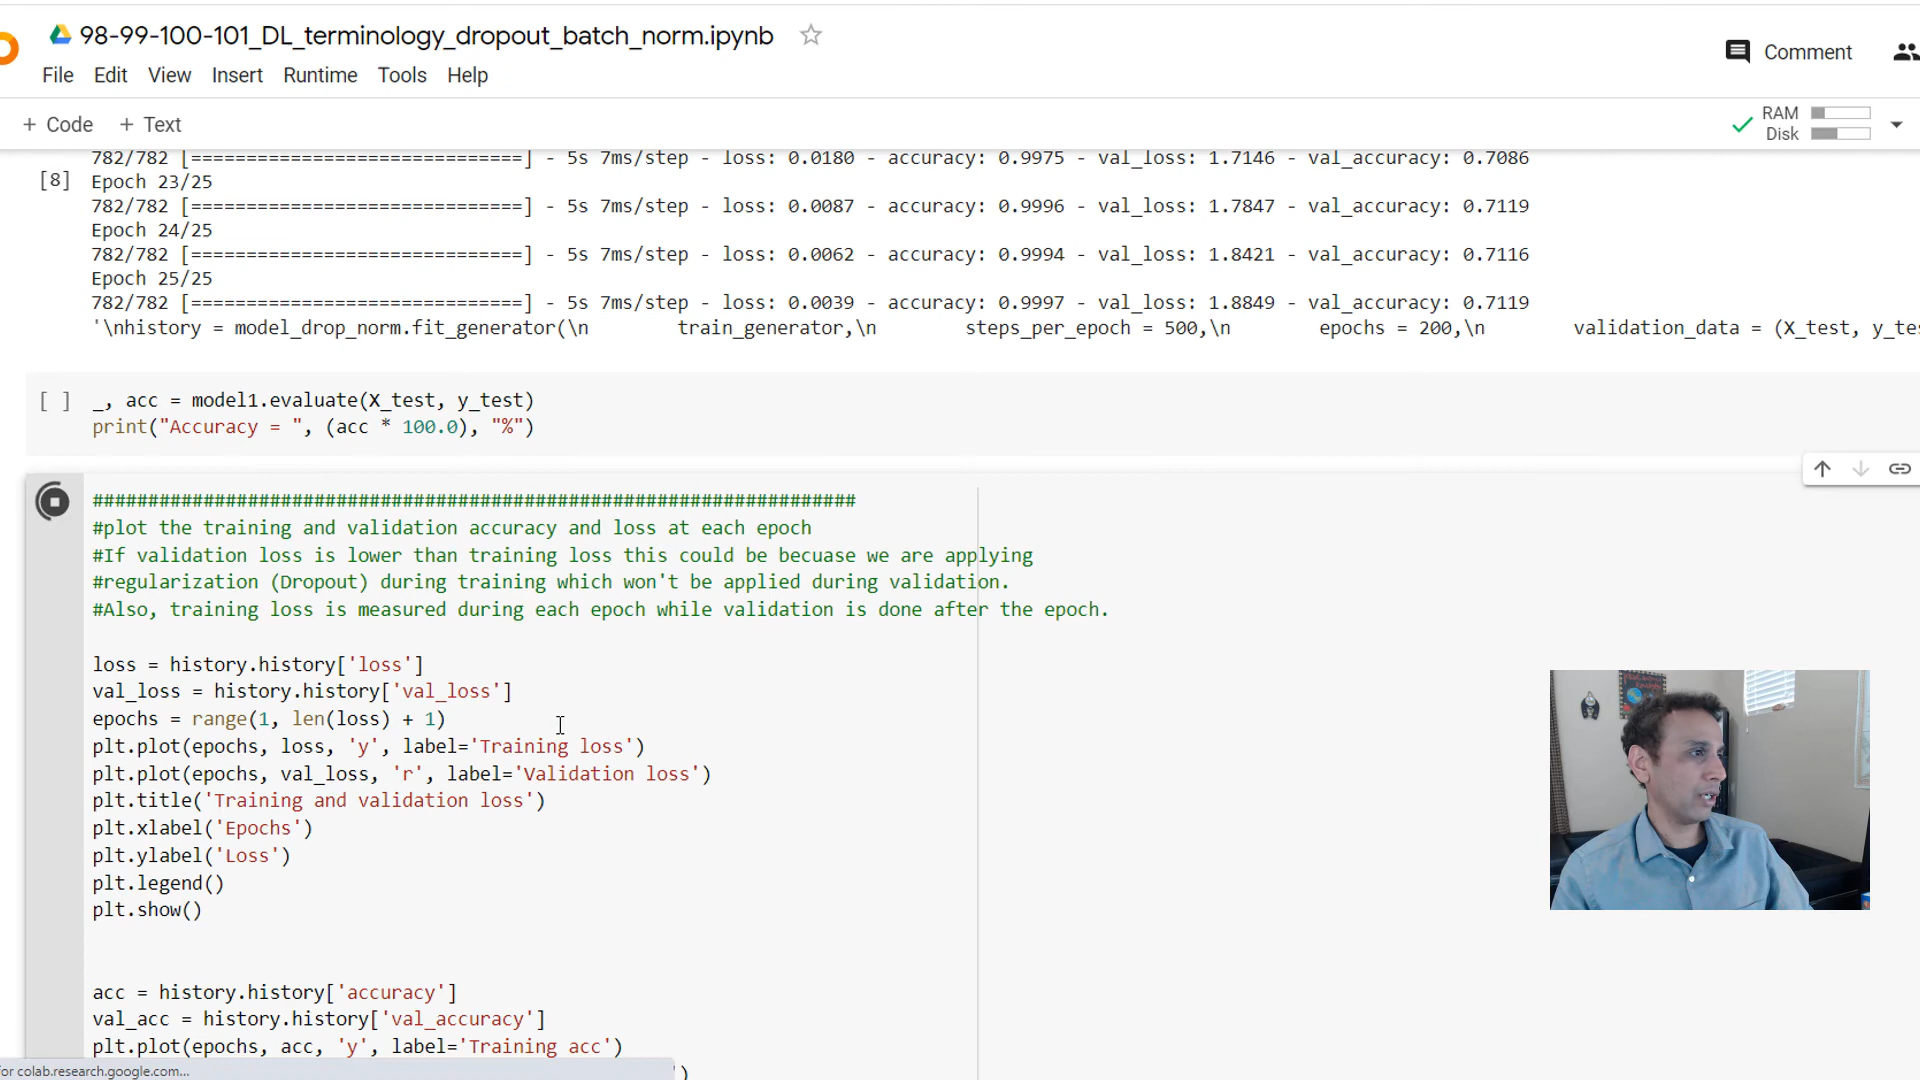 98-99-100-101_DL_terminology_dropout_batch_norm.ipynb
File Edit View Insert Runtime Tools Help
Comment
+ Code + Text
RAM
Disk
782/782 [==============================] - 5s 7ms/step - loss: 0.0180 - accuracy: 0.9975 - val_loss: 1.7146 - val_accuracy: 0.7086
[8]
Epoch 23/25
782/782 [==============================] - 5s 7ms/step - loss: 0.0087 - accuracy: 0.9996 - val_loss: 1.7847 - val_accuracy: 0.7119
Epoch 24/25
782/782 [==============================] - 5s 7ms/step - loss: 0.0062 - accuracy: 0.9994 - val_loss: 1.8421 - val_accuracy: 0.7116
Epoch 25/25
782/782 [==============================] - 5s 7ms/step - loss: 0.0039 - accuracy: 0.9997 - val_loss: 1.8849 - val_accuracy: 0.7119
'\nhistory = model_drop_norm.fit_generator(\n        train_generator,\n        steps_per_epoch = 500,\n        epochs = 200,\n        validation_data = (X_test, y_tes
[ ] _, acc = model1.evaluate(X_test, y_test)
print("Accuracy = ", (acc * 100.0), "%")
#####################################################################
#plot the training and validation accuracy and loss at each epoch
#If validation loss is lower than training loss this could be becuase we are applying
#regularization (Dropout) during training which won't be applied during validation.
#Also, training loss is measured during each epoch while validation is done after the epoch.
loss = history.history['loss']
val_loss = history.history['val_loss']
epochs = range(1, len(loss) + 1)
plt.plot(epochs, loss, 'y', label='Training loss')
plt.plot(epochs, val_loss, 'r', label='Validation loss')
plt.title('Training and validation loss')
plt.xlabel('Epochs')
plt.ylabel('Loss')
plt.legend()
plt.show()
acc = history.history['accuracy']
val_acc = history.history['val_accuracy']
plt.plot(epochs, acc, 'y', label='Training acc')
for colab.research.google.com...